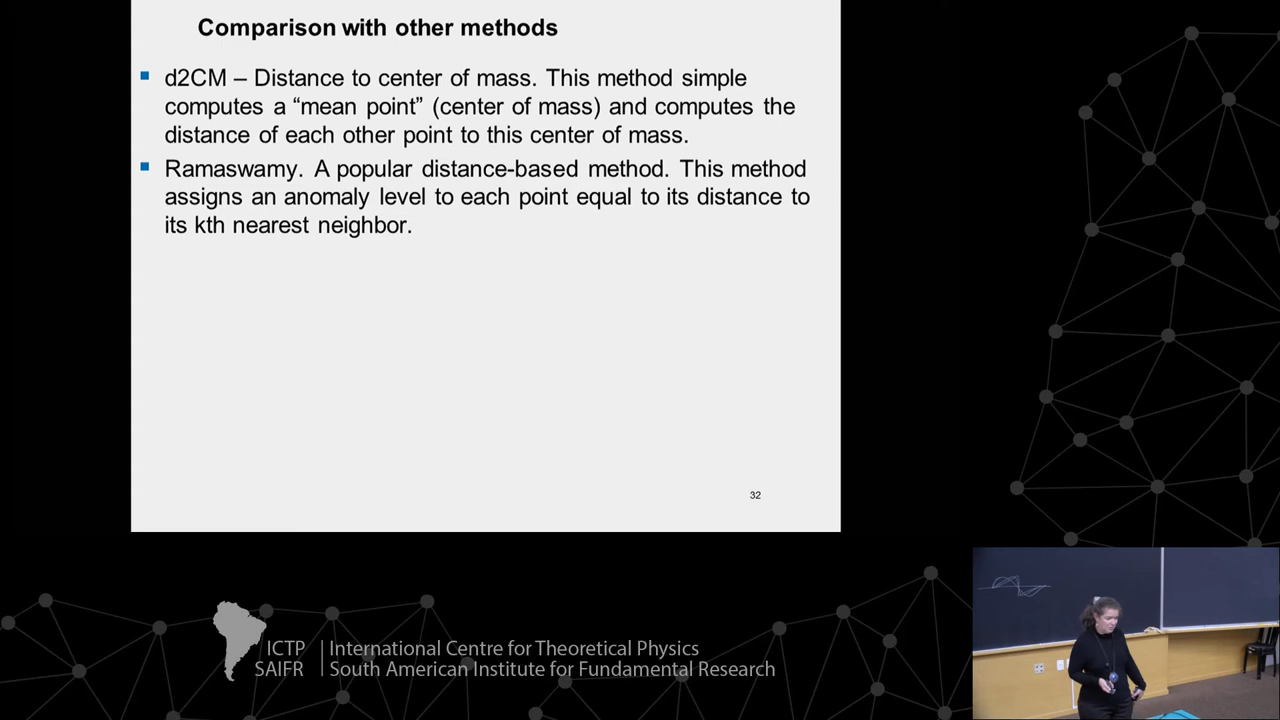 Comparison with other methods
d2CM – Distance to center of mass. This method simple
computes a “mean point” (center of mass) and computes the
distance of each other point to this center of mass.
Ramaswamy. A popular distance-based method. This method
assigns an anomaly level to each point equal to its distance to
its kth nearest neighbor.
32
ICTP
SAIFR
International Centre for Theoretical Physics
South American Institute for Fundamental Research